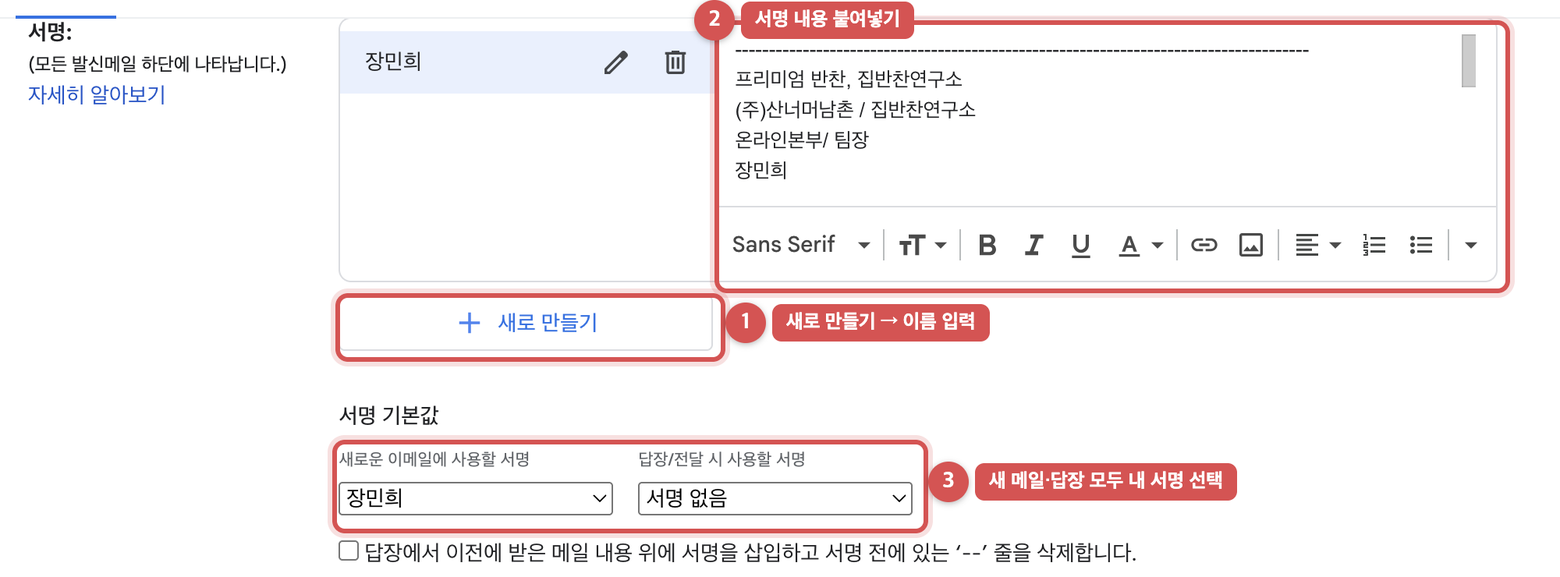 서명:
(모든 발신메일 하단에 나타납니다.)
자세히 알아보기
장민희
2 서명 내용 붙여넣기
--------------------------------------------------------------------------------------
프리미엄 반찬, 집반찬연구소
(주)산너머남촌 / 집반찬연구소
온라인본부/ 팀장
장민희
Sans Serif
새로 만들기
1 새로 만들기 → 이름 입력
서명 기본값
새로운 이메일에 사용할 서명
답장/전달 시 사용할 서명
장민희
서명 없음
3 새 메일·답장 모두 내 서명 선택
답장에서 이전에 받은 메일 내용 위에 서명을 삽입하고 서명 전에 있는 ‘--’ 줄을 삭제합니다.